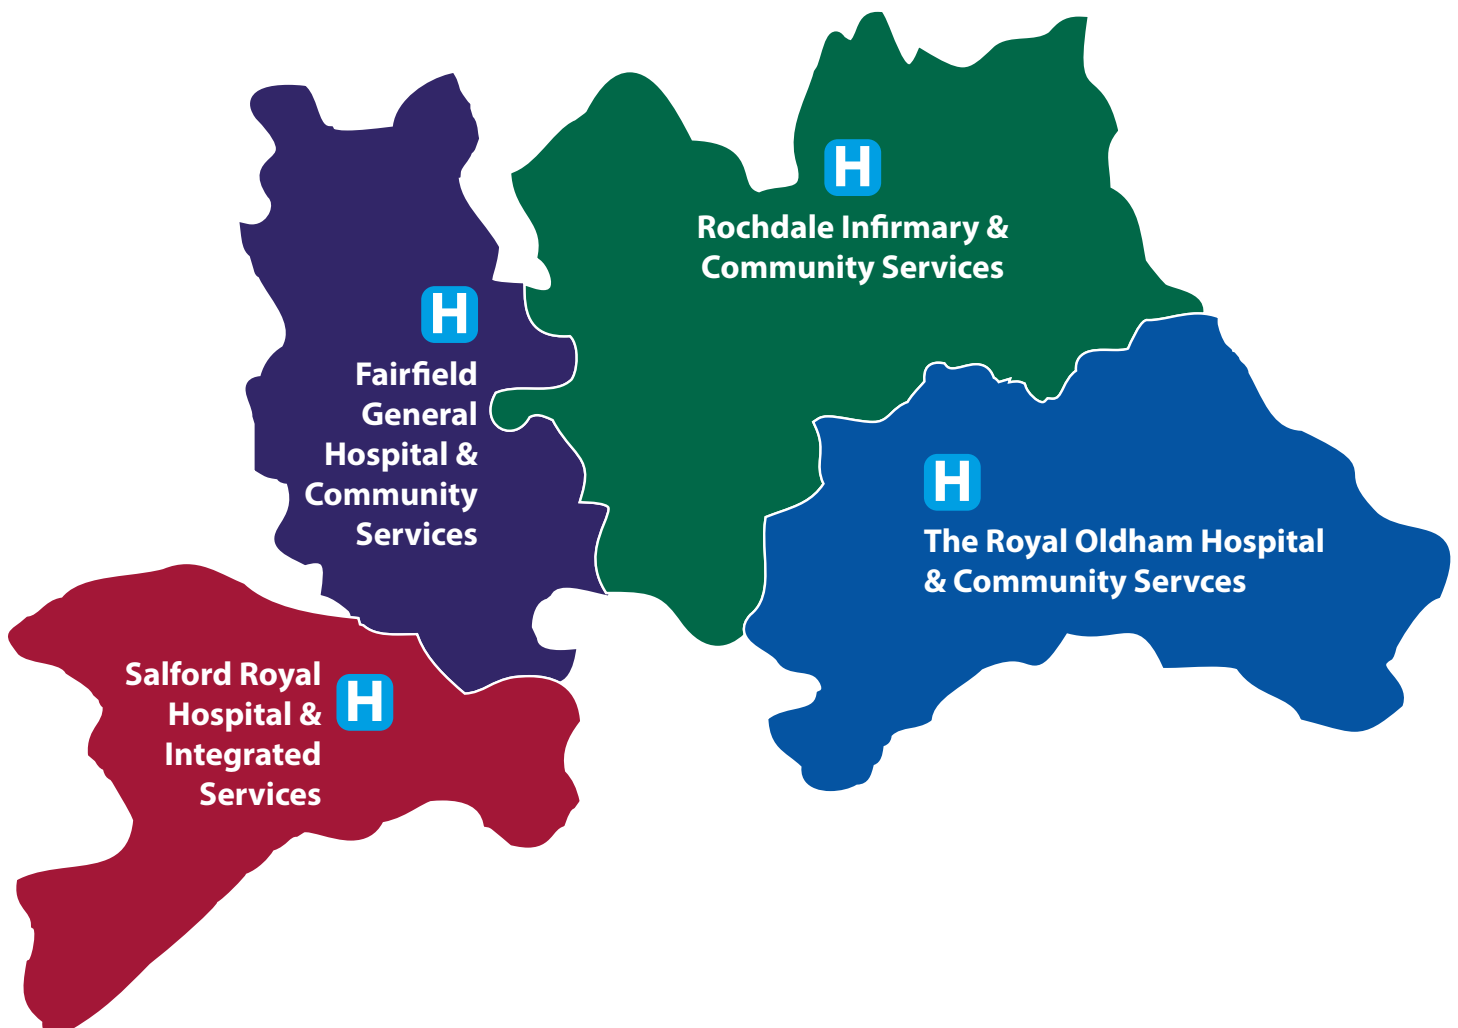 H
Rochdale Infirmary &
Community Services
H
Fairfield
General
Hospital &
Community
Services
H
The Royal Oldham Hospital
& Community Servces
Salford Royal
Hospital &
Integrated
Services
H